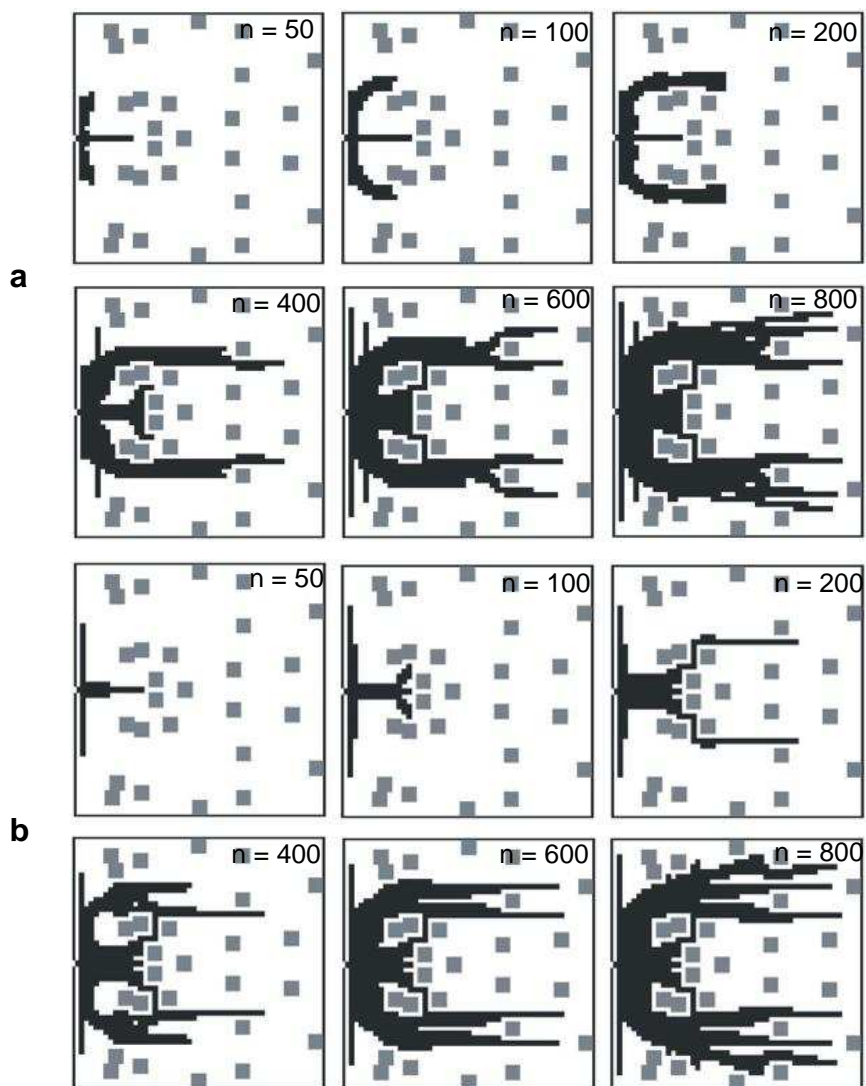 n = 50
n = 100
n = 200
a
n = 400
n = 600
n = 800
n = 50
n = 100
n = 200
b
n = 400
n = 600
n = 800